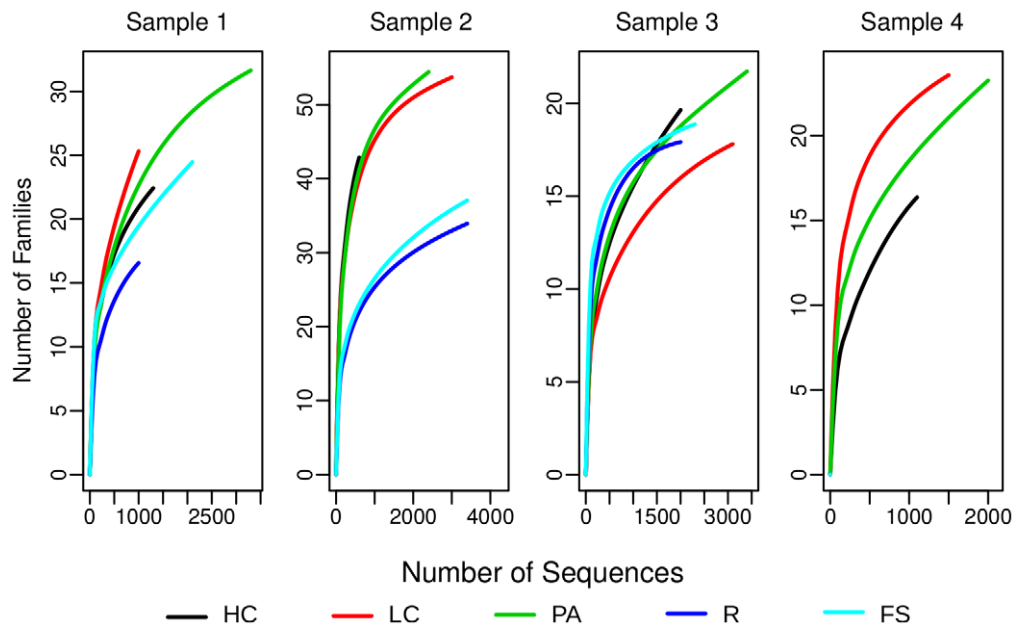 Sample 1 Sample 2 Sample 3 Sample 4
Number of Families
0 5 10 15 20 25 30
0 10 20 30 40 50
0 5 10 15 20
0 5 10 15 20
0 1000 2500
0 2000 4000
0 1500 3000
0 1000 2000
Number of Sequences
HC LC PA R FS